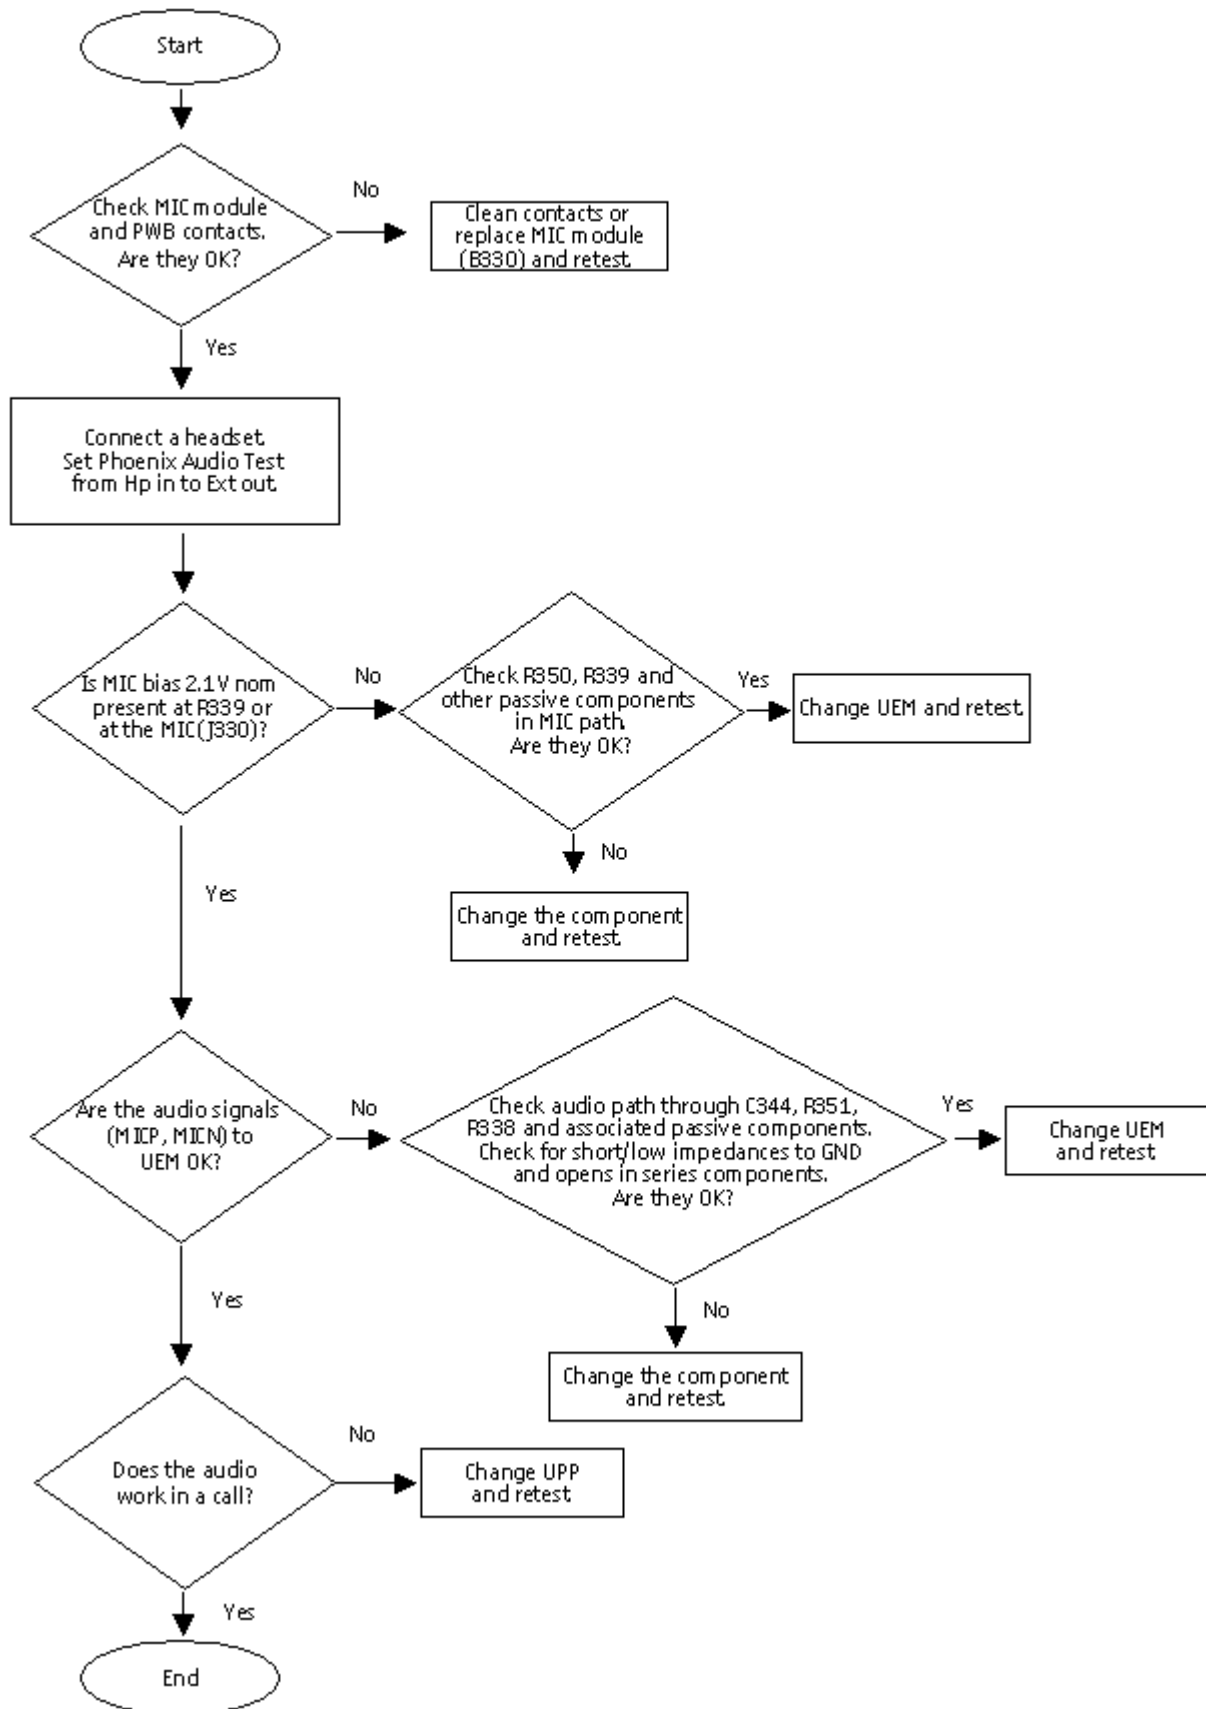 Start
Check MIC module
and PWB contacts.
Are they OK?
No
Clean contacts or
replace MIC module
(B330) and retest.
Yes
Connect a headset.
Set Phoenix Audio Test
from Hp in to Ext out.
Is MIC bias 2.1V nom
present at R339 or
at the MIC(J330)?
No
Check R350, R339 and
other passive components
in MIC path.
Are they OK?
Yes
Change UEM and retest.
No
Change the component
and retest.
Yes
Are the audio signals
(MICP, MICN) to
UEM OK?
No
Check audio path through C344, R351,
R338 and associated passive components.
Check for short/low impedances to GND
and opens in series components.
Are they OK?
Yes
Change UEM
and retest
No
Change the component
and retest.
Yes
Does the audio
work in a call?
No
Change UPP
and retest
Yes
End